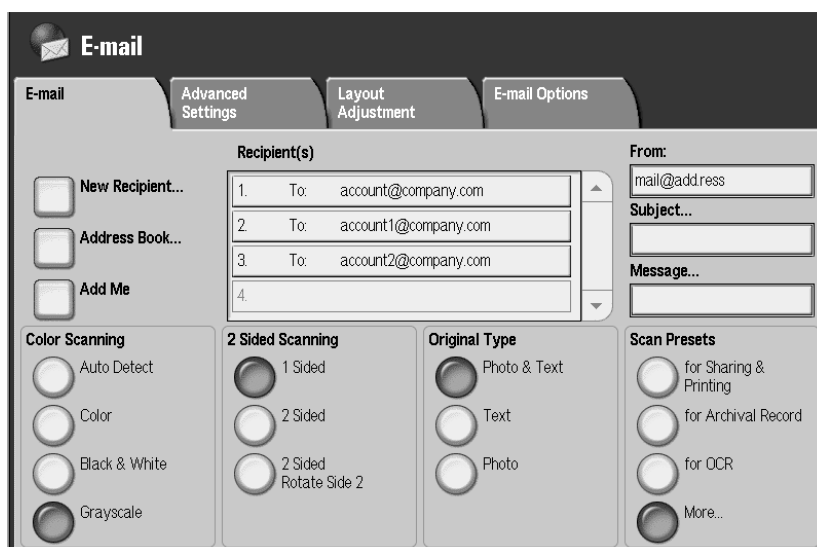 E-mail
E-mail
Advanced
Settings
Layout
Adjustment
E-mail Options
Recipient(s)
From:
New Recipient...
Address Book...
Add Me
1. To: account@company.com
2. To: account1@company.com
3. To: account2@company.com
4.
mail@add.ress
Subject...
Message...
Color Scanning
Auto Detect
Color
Black & White
Grayscale
2 Sided Scanning
1 Sided
2 Sided
2 Sided
Rotate Side 2
Original Type
Photo & Text
Text
Photo
Scan Presets
for Sharing &
Printing
for Archival Record
for OCR
More...